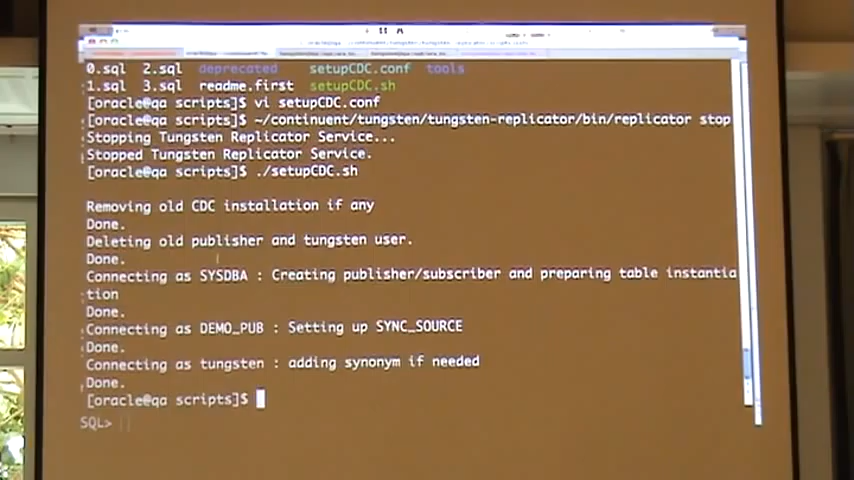 0.sql 2.sql deprecated setupCDC.conf tools
1.sql 3.sql readme.first setupCDC.sh
[oracle@qa scripts]$ vi setupCDC.conf
[oracle@qa scripts]$ ~/continuent/tungsten/tungsten-replicator/bin/replicator stop
Stopping Tungsten Replicator Service...
Stopped Tungsten Replicator Service.
[oracle@qa scripts]$ ./setupCDC.sh
Removing old CDC installation if any
Done.
Deleting old publisher and tungsten user.
Done.
Connecting as SYSDBA : Creating publisher/subscriber and preparing table instantia
tion
Done.
Connecting as DEMO_PUB : Setting up SYNC_SOURCE
Done.
Connecting as tungsten : adding synonym if needed
Done.
[oracle@qa scripts]$
SQL>